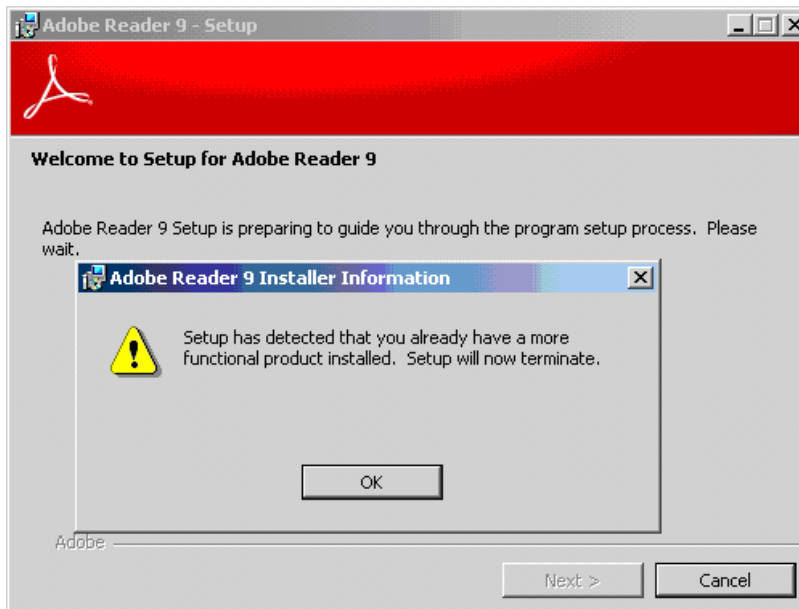 Adobe Reader 9 - Setup
Welcome to Setup for Adobe Reader 9
Adobe Reader 9 Setup is preparing to guide you through the program setup process. Please
wait.
Adobe Reader 9 Installer Information
Setup has detected that you already have a more
functional product installed. Setup will now terminate.
OK
Adobe
Next >
Cancel